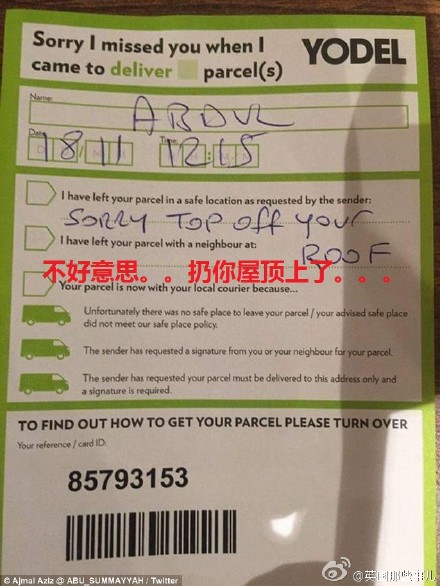 Sorry I missed you when I
came to deliver parcel(s)
YODEL
Name:
ABDUL
Date:
18/11
Time:
12:15
I have left your parcel in a safe location as requested by the sender:
SORRY TOP OFF YOUR
I have left your parcel with a neighbour at:
ROOF
不好意思。。扔你屋顶上了。。。
Your parcel is now with your local courier because...
Unfortunately there was no safe place to leave your parcel / your advised safe place
did not meet our safe place policy.
The sender has requested a signature from you or your neighbour for your parcel.
The sender has requested your parcel must be delivered to this address only and
a signature is required.
TO FIND OUT HOW TO GET YOUR PARCEL PLEASE TURN OVER
Your reference / card ID:
85793153
© Ajmal Aziz @ ABU_SUMMAYYAH / Twitter
@英国那些事儿